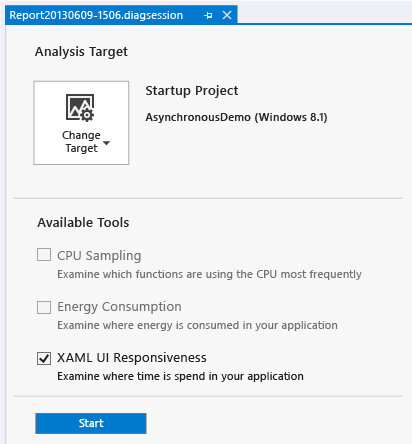 Report20130609-1506.diagsession
Analysis Target
Change
Target
Startup Project
AsynchronousDemo (Windows 8.1)
Available Tools
CPU Sampling
Examine which functions are using the CPU most frequently
Energy Consumption
Examine where energy is consumed in your application
XAML UI Responsiveness
Examine where time is spend in your application
Start